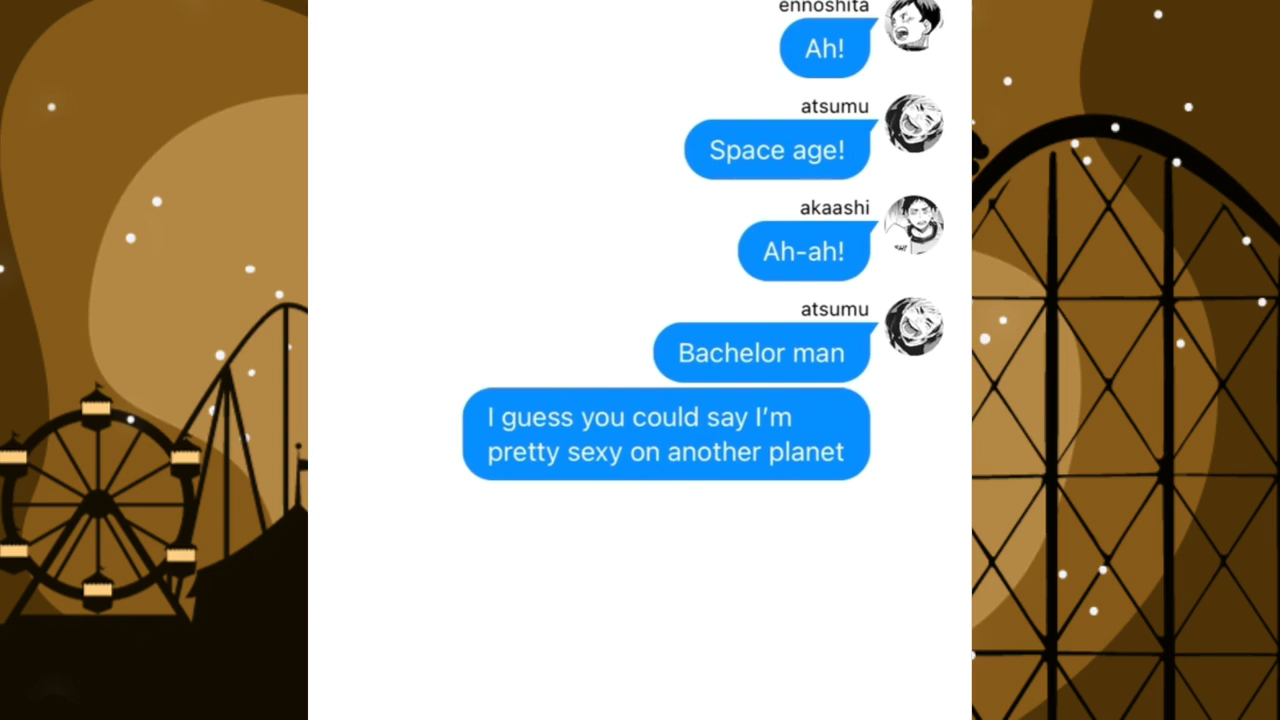 ennoshita
Ah!
atsumu
Space age!
akaashi
Ah-ah!
atsumu
Bachelor man
I guess you could say I’m
pretty sexy on another planet